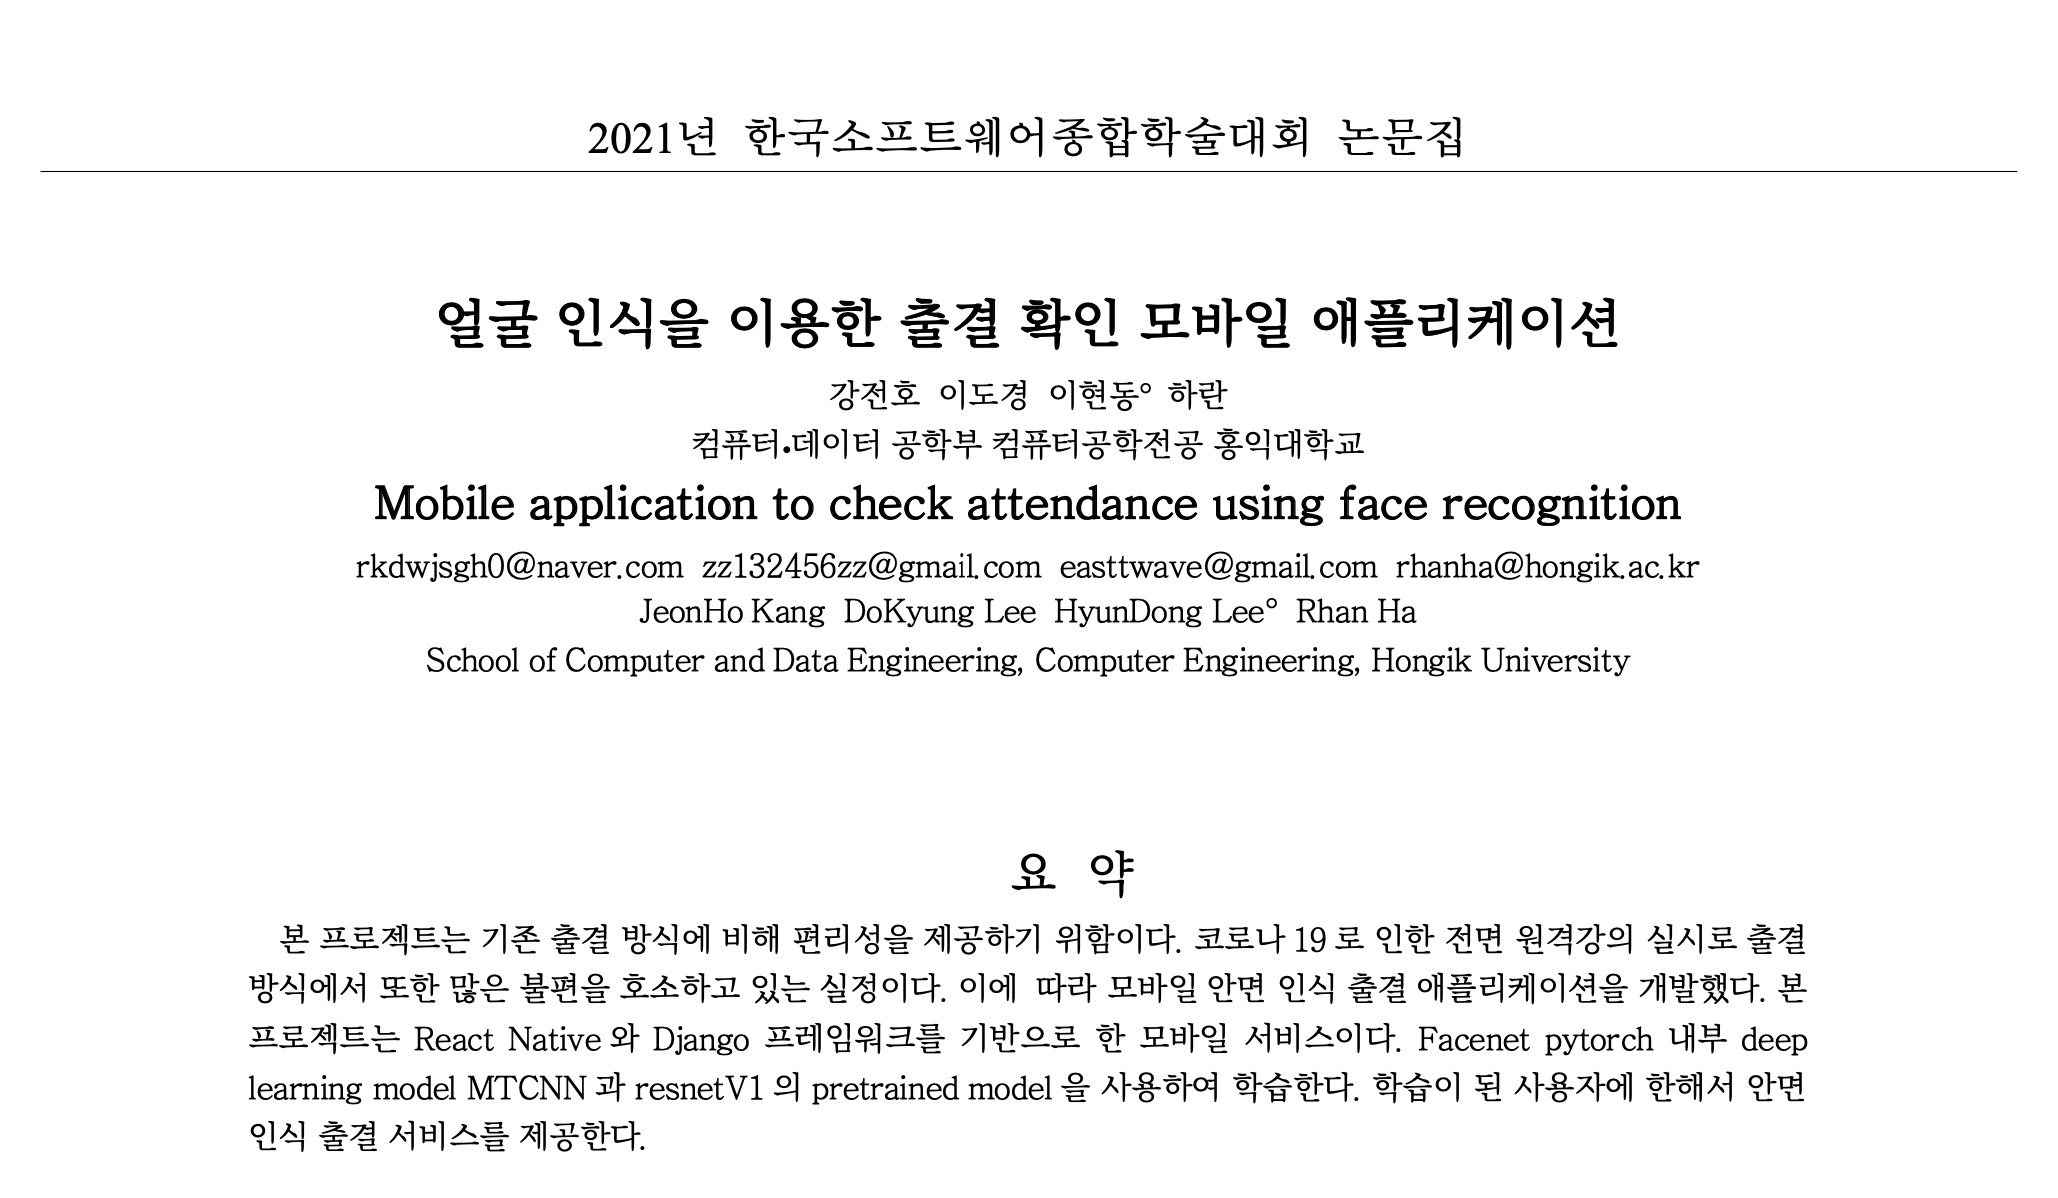 2021년 한국소프트웨어종합학술대회 논문집
얼굴 인식을 이용한 출결 확인 모바일 애플리케이션
강전호 이도경 이현동° 하란
컴퓨터•데이터 공학부 컴퓨터공학전공 홍익대학교
Mobile application to check attendance using face recognition
rkdwjsgh0@naver.com zz132456zz@gmail.com easttwave@gmail.com rhanha@hongik.ac.kr
JeonHo Kang DoKyung Lee HyunDong Lee° Rhan Ha
School of Computer and Data Engineering, Computer Engineering, Hongik University
요 약
본 프로젝트는 기존 출결 방식에 비해 편리성을 제공하기 위함이다. 코로나 19 로 인한 전면 원격강의 실시로 출결
방식에서 또한 많은 불편을 호소하고 있는 실정이다. 이에 따라 모바일 안면 인식 출결 애플리케이션을 개발했다. 본
프로젝트는 React Native 와 Django 프레임워크를 기반으로 한 모바일 서비스이다. Facenet pytorch 내부 deep
learning model MTCNN 과 resnetV1 의 pretrained model 을 사용하여 학습한다. 학습이 된 사용자에 한해서 안면
인식 출결 서비스를 제공한다.